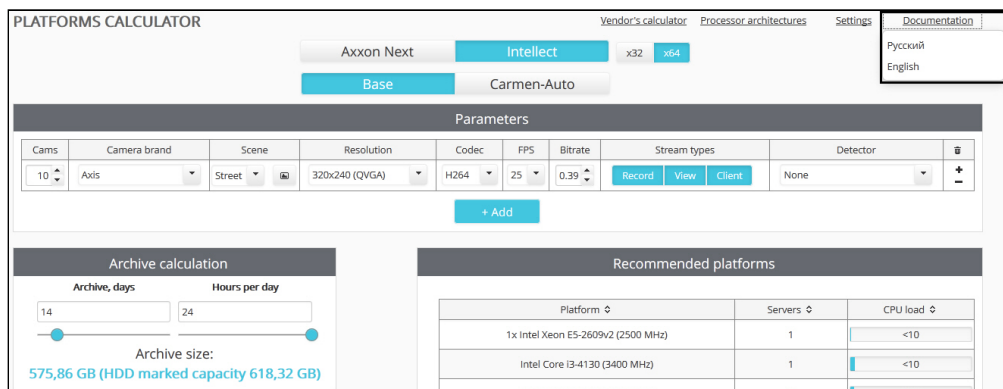 PLATFORMS CALCULATOR Vendor's calculator Processor architectures Settings Documentation
Русский
English
Axxon Next Intellect x32 x64
Base Carmen-Auto
Parameters
Cams Camera brand Scene Resolution Codec FPS Bitrate Stream types Detector
10 Axis Street 320x240 (QVGA) H264 25 0.39 Record View Client None
+ Add
Archive calculation
Archive, days Hours per day
14 24
Archive size:
575,86 GB (HDD marked capacity 618,32 GB)
Recommended platforms
Platform Servers CPU load
1x Intel Xeon E5-2609v2 (2500 MHz) 1 <10
Intel Core i3-4130 (3400 MHz) 1 <10